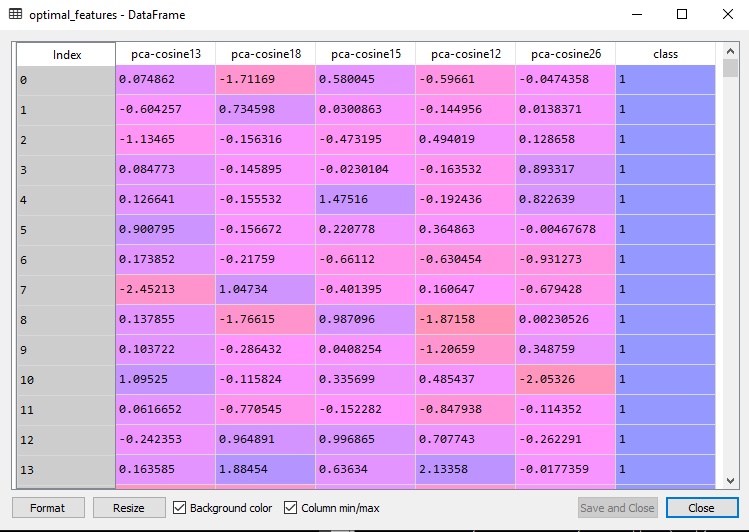 optimal_features - DataFrame
Index pca-cosine13 pca-cosine18 pca-cosine15 pca-cosine12 pca-cosine26 class
0 0.074862 -1.71169 0.580045 -0.59661 -0.0474358 1
1 -0.604257 0.734598 0.0300863 -0.144956 0.0138371 1
2 -1.13465 -0.156316 -0.473195 0.494019 0.128658 1
3 0.084773 -0.145895 -0.0230104 -0.163532 0.893317 1
4 0.126641 -0.155532 1.47516 -0.192436 0.822639 1
5 0.900795 -0.156672 0.220778 0.364863 -0.00467678 1
6 0.173852 -0.21759 -0.66112 -0.630454 -0.931273 1
7 -2.45213 1.04734 -0.401395 0.160647 -0.679428 1
8 0.137855 -1.76615 0.987096 -1.87158 0.00230526 1
9 0.103722 -0.286432 0.0408254 -1.20659 0.348759 1
10 1.09525 -0.115824 0.335699 0.485437 -2.05326 1
11 0.0616652 -0.770545 -0.152282 -0.847938 -0.114352 1
12 -0.242353 0.964891 0.996865 0.707743 -0.262291 1
13 0.163585 1.88454 0.63634 2.13358 -0.0177359 1
Format Resize Background color Column min/max Save and Close Close